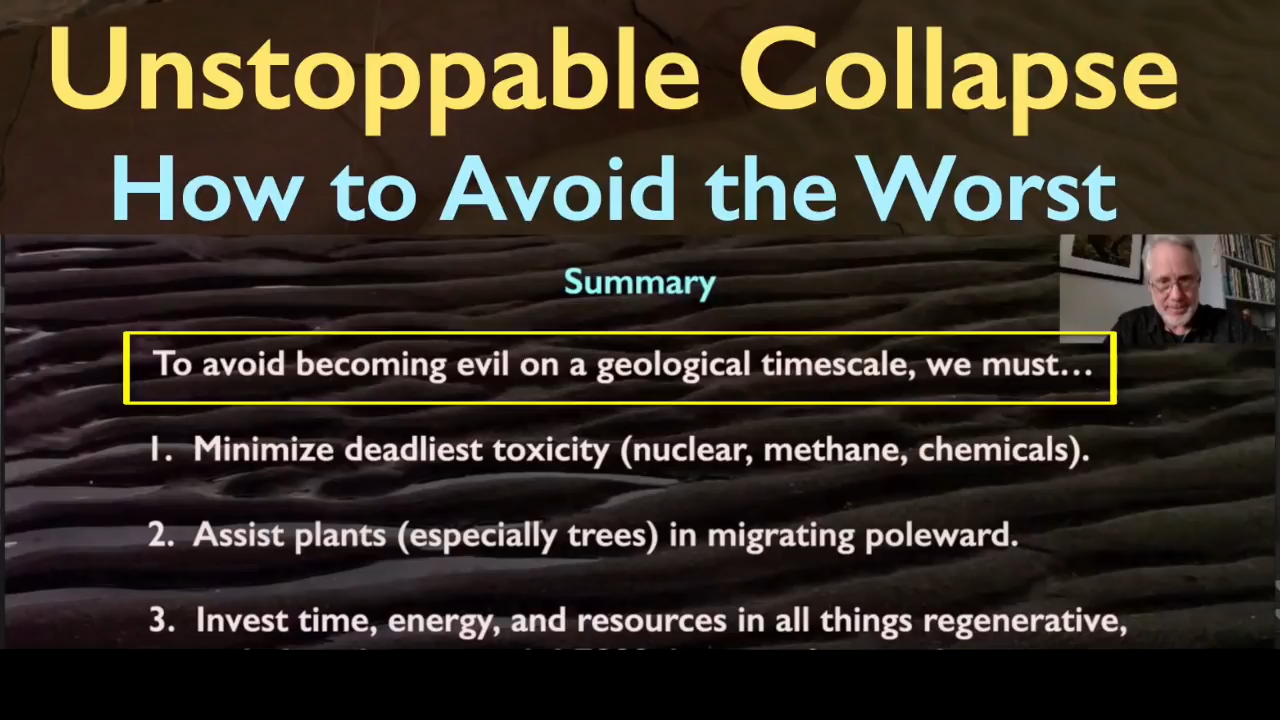 Unstoppable Collapse
How to Avoid the Worst
Summary
To avoid becoming evil on a geological timescale, we must…
1. Minimize deadliest toxicity (nuclear, methane, chemicals).
2. Assist plants (especially trees) in migrating poleward.
3. Invest time, energy, and resources in all things regenerative,